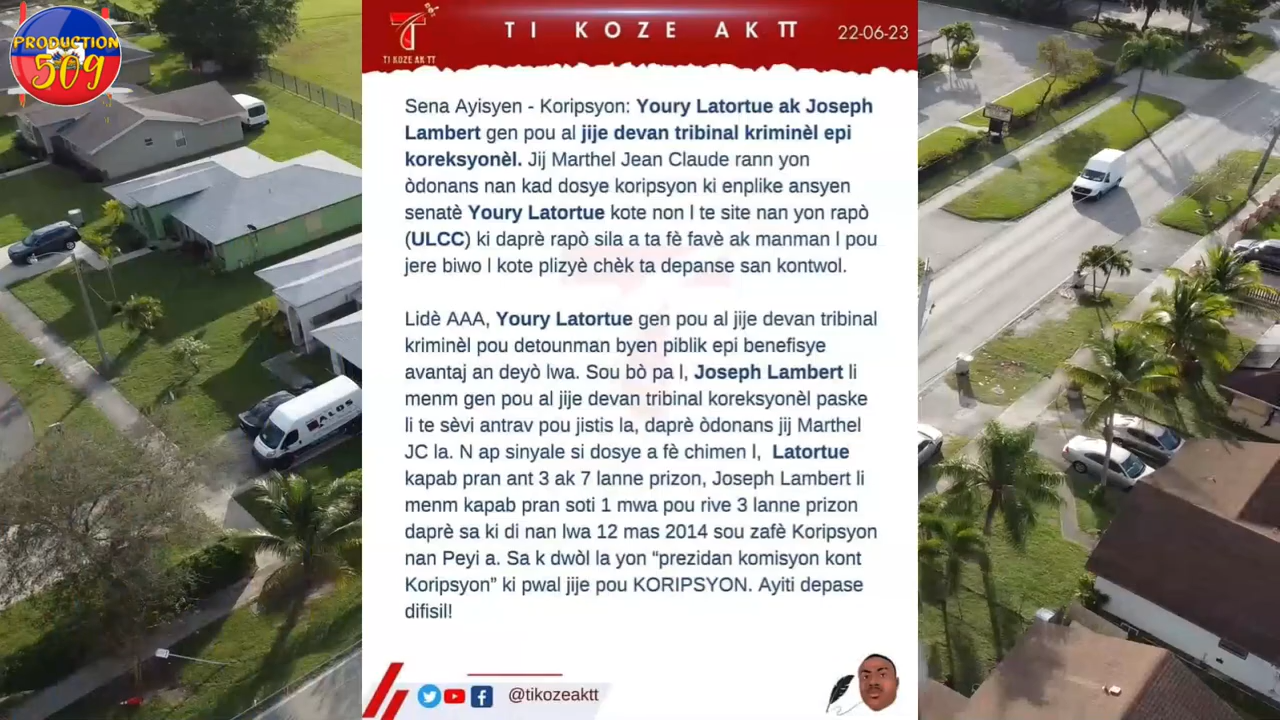 PRODUCTION
509
TI KOZE AK TT
TI KOZE AK TT
22-06-23
Sena Ayisyen - Koripsyon: Youry Latortue ak Joseph
Lambert gen pou al jije devan tribinal kriminèl epi
koreksyonèl. Jij Marthel Jean Claude rann yon
òdonans nan kad dosye koripsyon ki enplike ansyen
senatè Youry Latortue kote non l te site nan yon rapò
(ULCC) ki daprè rapò sila a ta fè favè ak manman l pou
jere biwo l kote plizyè chèk ta depanse san kontwol.
Lidè AAA, Youry Latortue gen pou al jije devan tribinal
kriminèl pou detounman byen piblik epi benefisye
avantaj an deyò lwa. Sou bò pa l, Joseph Lambert li
menm gen pou al jije devan tribinal koreksyonèl paske
li te sèvi antrav pou jistis la, daprè òdonans jij Marthel
JC la. N ap sinyale si dosye a fè chimen l, Latortue
kapab pran ant 3 ak 7 lanne prizon, Joseph Lambert li
menm kapab pran soti 1 mwa pou rive 3 lanne prizon
daprè sa ki di nan lwa 12 mas 2014 sou zafè Koripsyon
nan Peyi a. Sa k dwòl la yon “prezidan komisyon kont
Koripsyon” ki pwal jije pou KORIPSYON. Ayiti depase
difisil!
@tikozeaktt